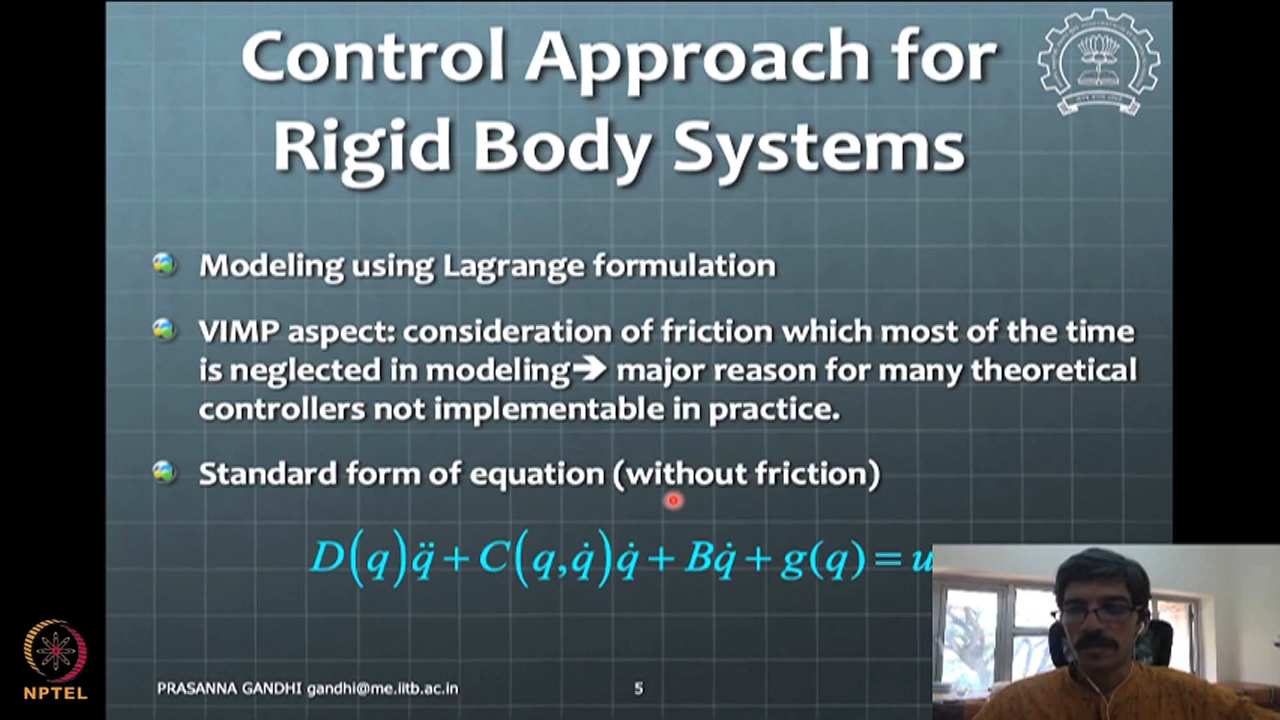 Control Approach for
Rigid Body Systems
Modeling using Lagrange formulation
VIMP aspect: consideration of friction which most of the time
is neglected in modeling➔ major reason for many theoretical
controllers not implementable in practice.
Standard form of equation (without friction)
D(q)q̈ + C(q,q̇)q̇ + Bq̇ + g(q) = u
NPTEL
PRASANNA GANDHI gandhi@me.iitb.ac.in
5